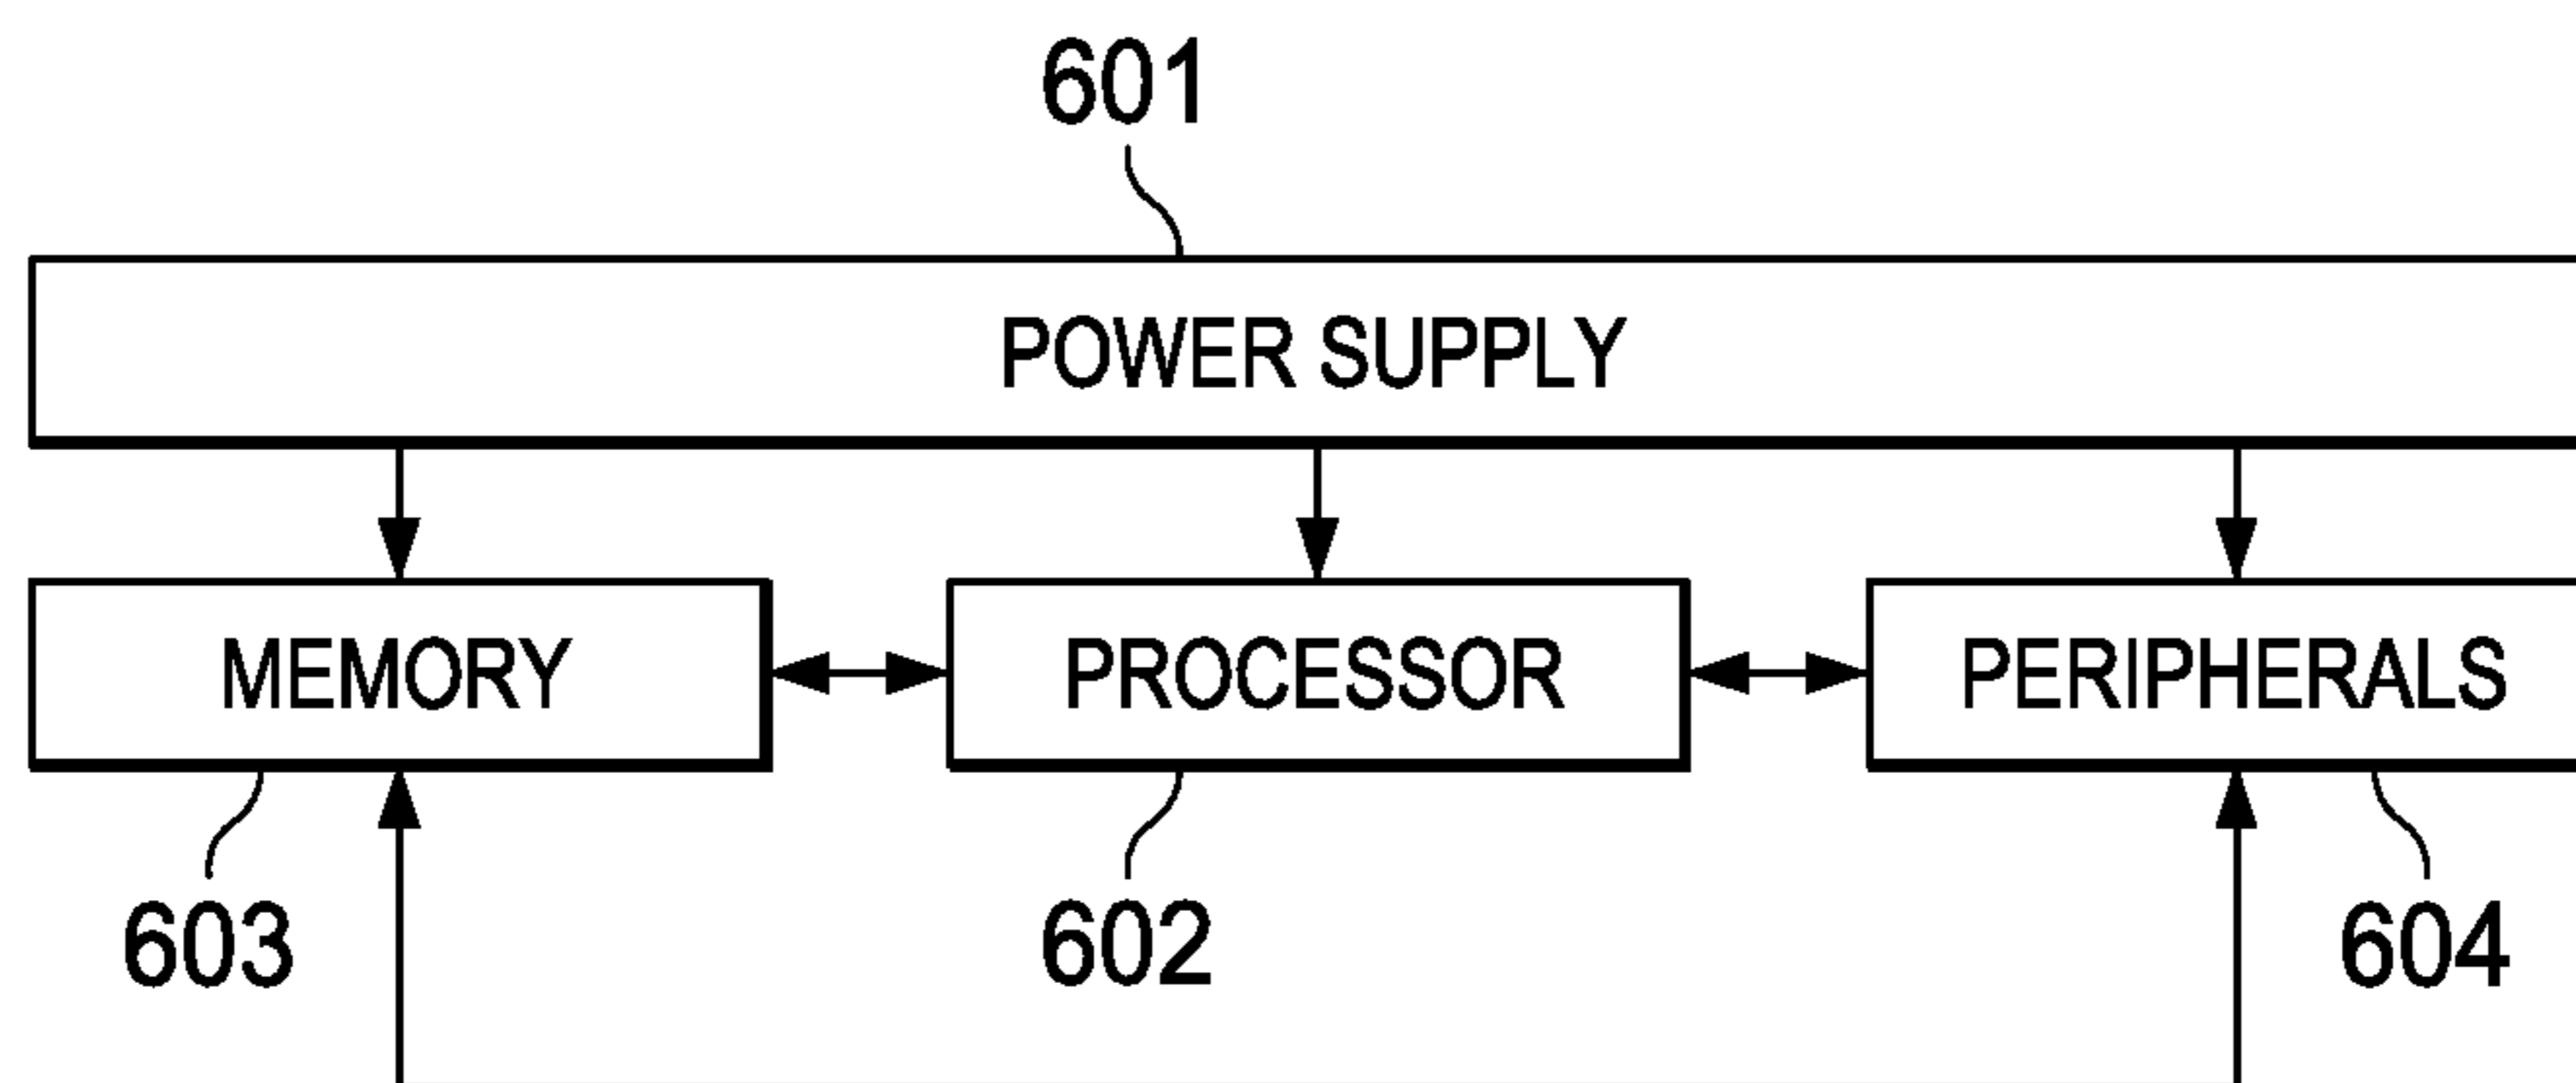 601
POWER SUPPLY
MEMORY
PROCESSOR
PERIPHERALS
603
602
604